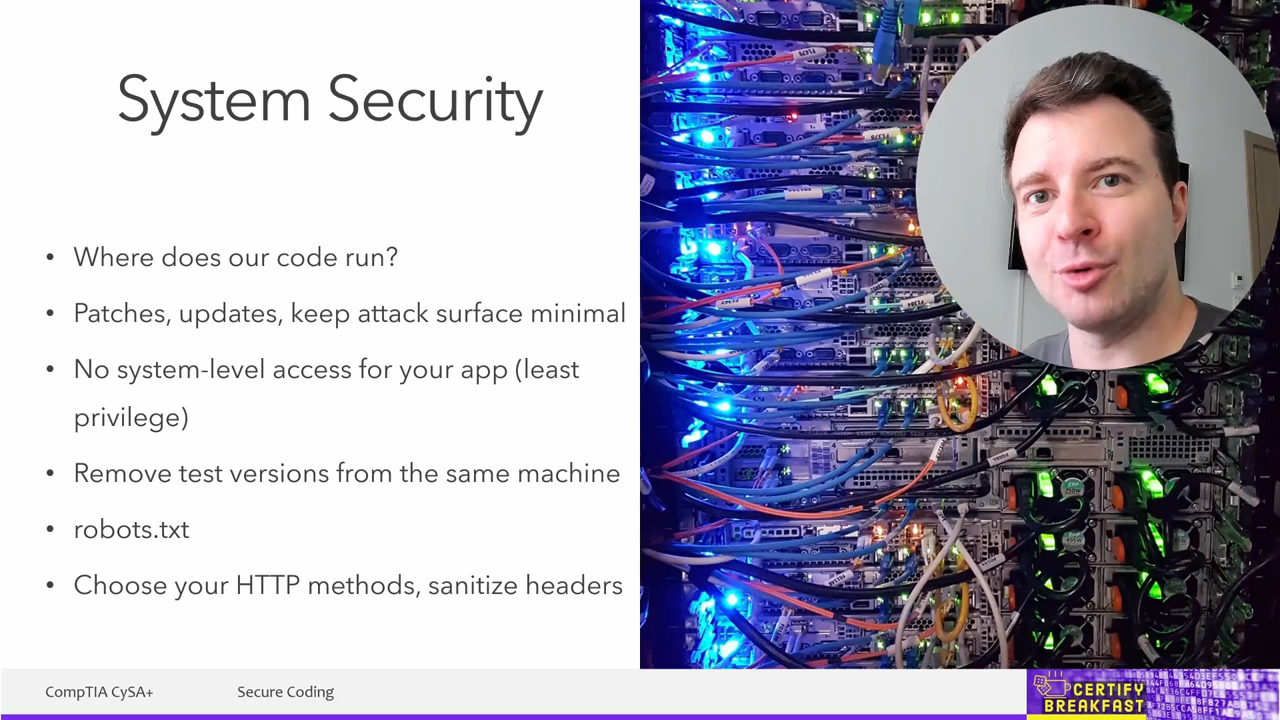 System Security
• Where does our code run?
• Patches, updates, keep attack surface minimal
• No system-level access for your app (least
privilege)
• Remove test versions from the same machine
• robots.txt
• Choose your HTTP methods, sanitize headers
CompTIA CySA+
Secure Coding
CERTIFY
BREAKFAST